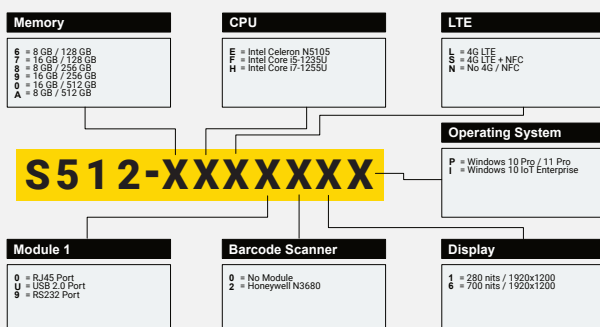 Memory
6 = 8 GB / 128 GB
7 = 16 GB / 128 GB
8 = 8 GB / 256 GB
9 = 16 GB / 256 GB
0 = 16 GB / 512 GB
A = 8 GB / 512 GB
CPU
E = Intel Celeron N5105
F = Intel Core i5-1235U
H = Intel Core i7-1255U
LTE
L = 4G LTE
S = 4G LTE + NFC
N = No 4G / NFC
S512-XXXXXXX
Operating System
P = Windows 10 Pro / 11 Pro
I = Windows 10 IoT Enterprise
Module 1
0 = RJ45 Port
U = USB 2.0 Port
9 = RS232 Port
Barcode Scanner
0 = No Module
2 = Honeywell N3680
Display
1 = 280 nits / 1920x1200
6 = 700 nits / 1920x1200